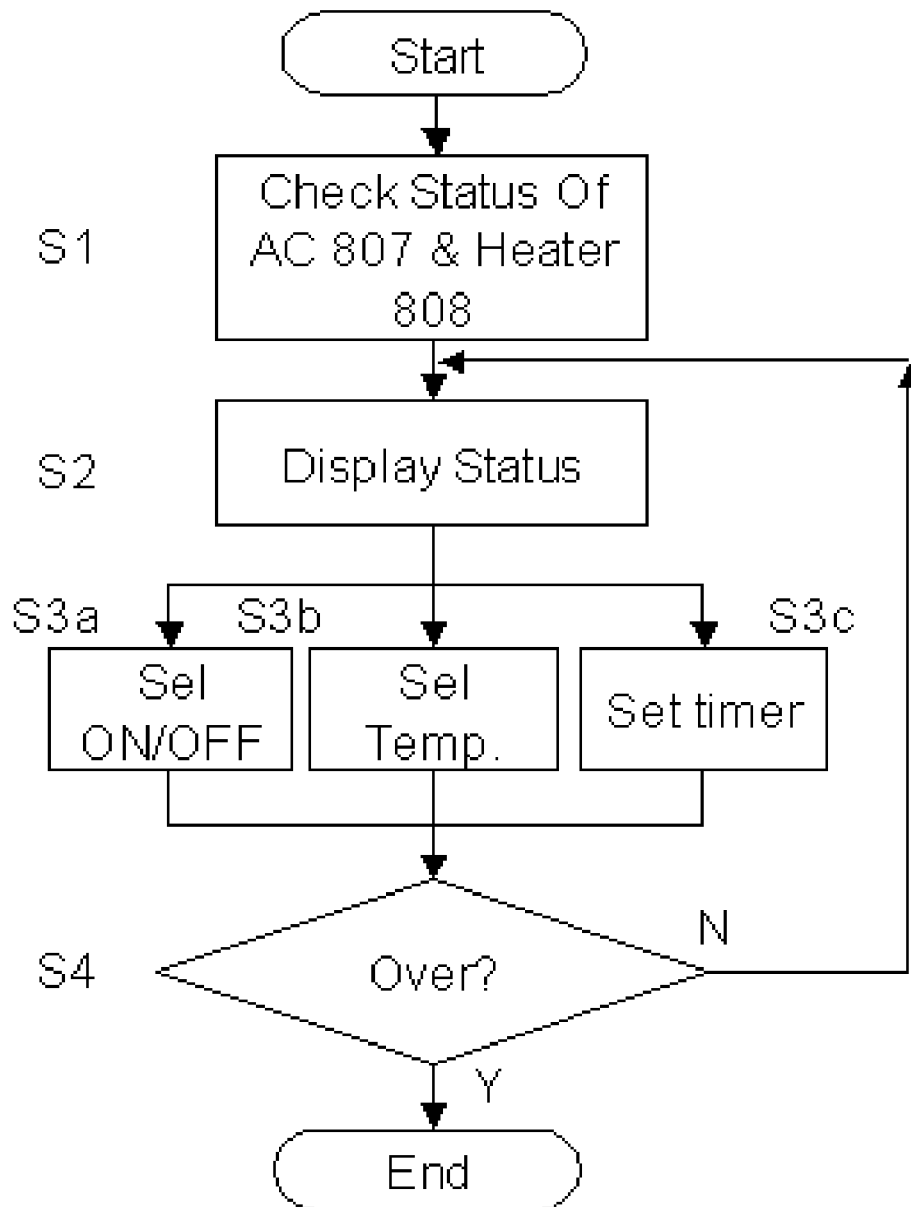 Start
S1
Check Status Of
AC 807 & Heater
808
S2
Display Status
S3a
S3b
S3c
Sel
ON/OFF
Sel
Temp.
Set timer
S4
Over?
N
Y
End